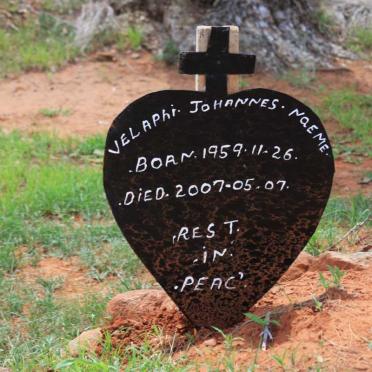 VELAPHI. JOHANNES. NQEME.
.BORN.1959.11.26.
.DIED.2007.05.07.
.REST.
.IN.
.PEAC'